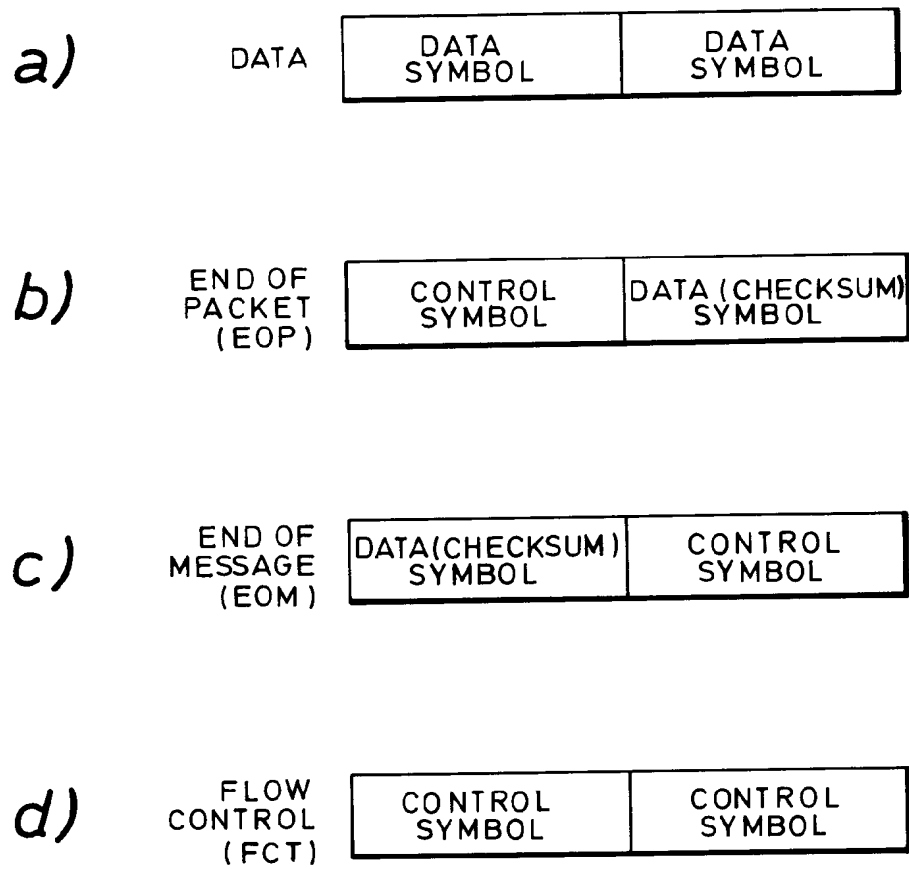 a) DATA DATA SYMBOL DATA SYMBOL
b) END OF PACKET (EOP) CONTROL SYMBOL DATA (CHECKSUM) SYMBOL
c) END OF MESSAGE (EOM) DATA (CHECKSUM) SYMBOL CONTROL SYMBOL
d) FLOW CONTROL (FCT) CONTROL SYMBOL CONTROL SYMBOL